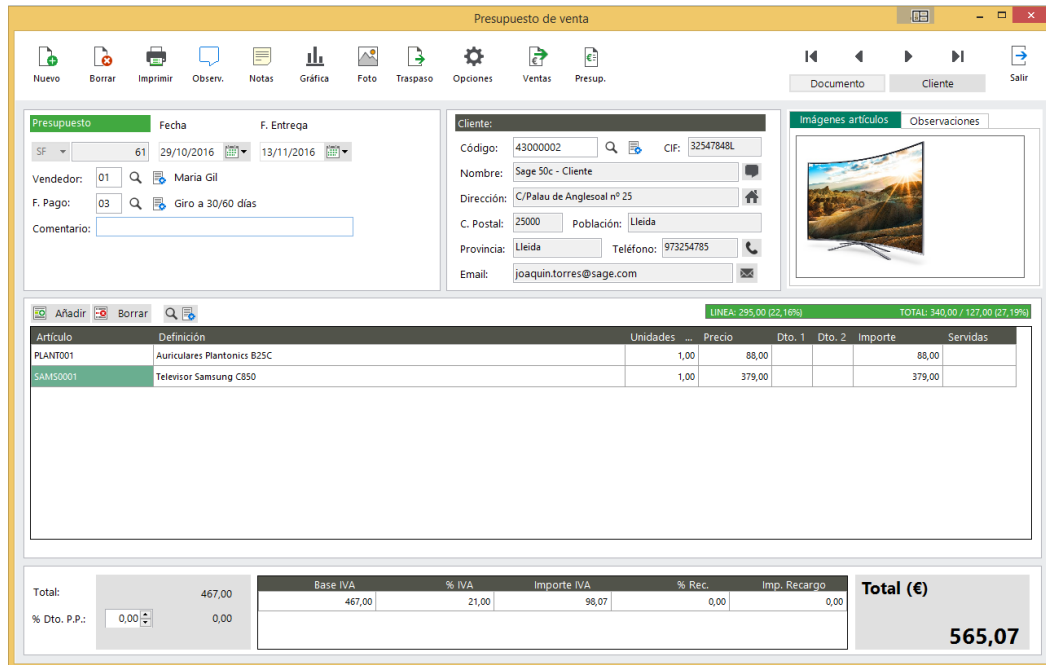 Presupuesto de venta
Nuevo Borrar Imprimir Observ. Notas Gráfica Foto Traspaso Opciones Ventas Presup. Salir
Documento Cliente
Presupuesto Fecha F. Entrega
SF 61 29/10/2016 13/11/2016
Vendedor: 01 Maria Gil
F. Pago: 03 Giro a 30/60 días
Comentario:
Cliente:
Código: 43000002 CIF: 32547848L
Nombre: Sage 50c - Cliente
Dirección: C/Palau de Anglesoal nº 25
C. Postal: 25000 Población: Lleida
Provincia: Lleida Teléfono: 973254785
Email: joaquin.torres@sage.com
Imágenes artículos Observaciones
Añadir Borrar LINEA: 295,00 (22,16%) TOTAL: 340,00 / 127,00 (27,19%)
Artículo Definición Unidades ... Precio Dto. 1 Dto. 2 Importe Servidas
PLANT001 Auriculares Plantonics B25C 1,00 88,00 88,00
SAMS0001 Televisor Samsung C850 1,00 379,00 379,00
Total: 467,00
% Dto. P.P.: 0,00 0,00
Base IVA % IVA Importe IVA % Rec. Imp. Recargo
467,00 21,00 98,07 0,00 0,00
Total (€)
565,07